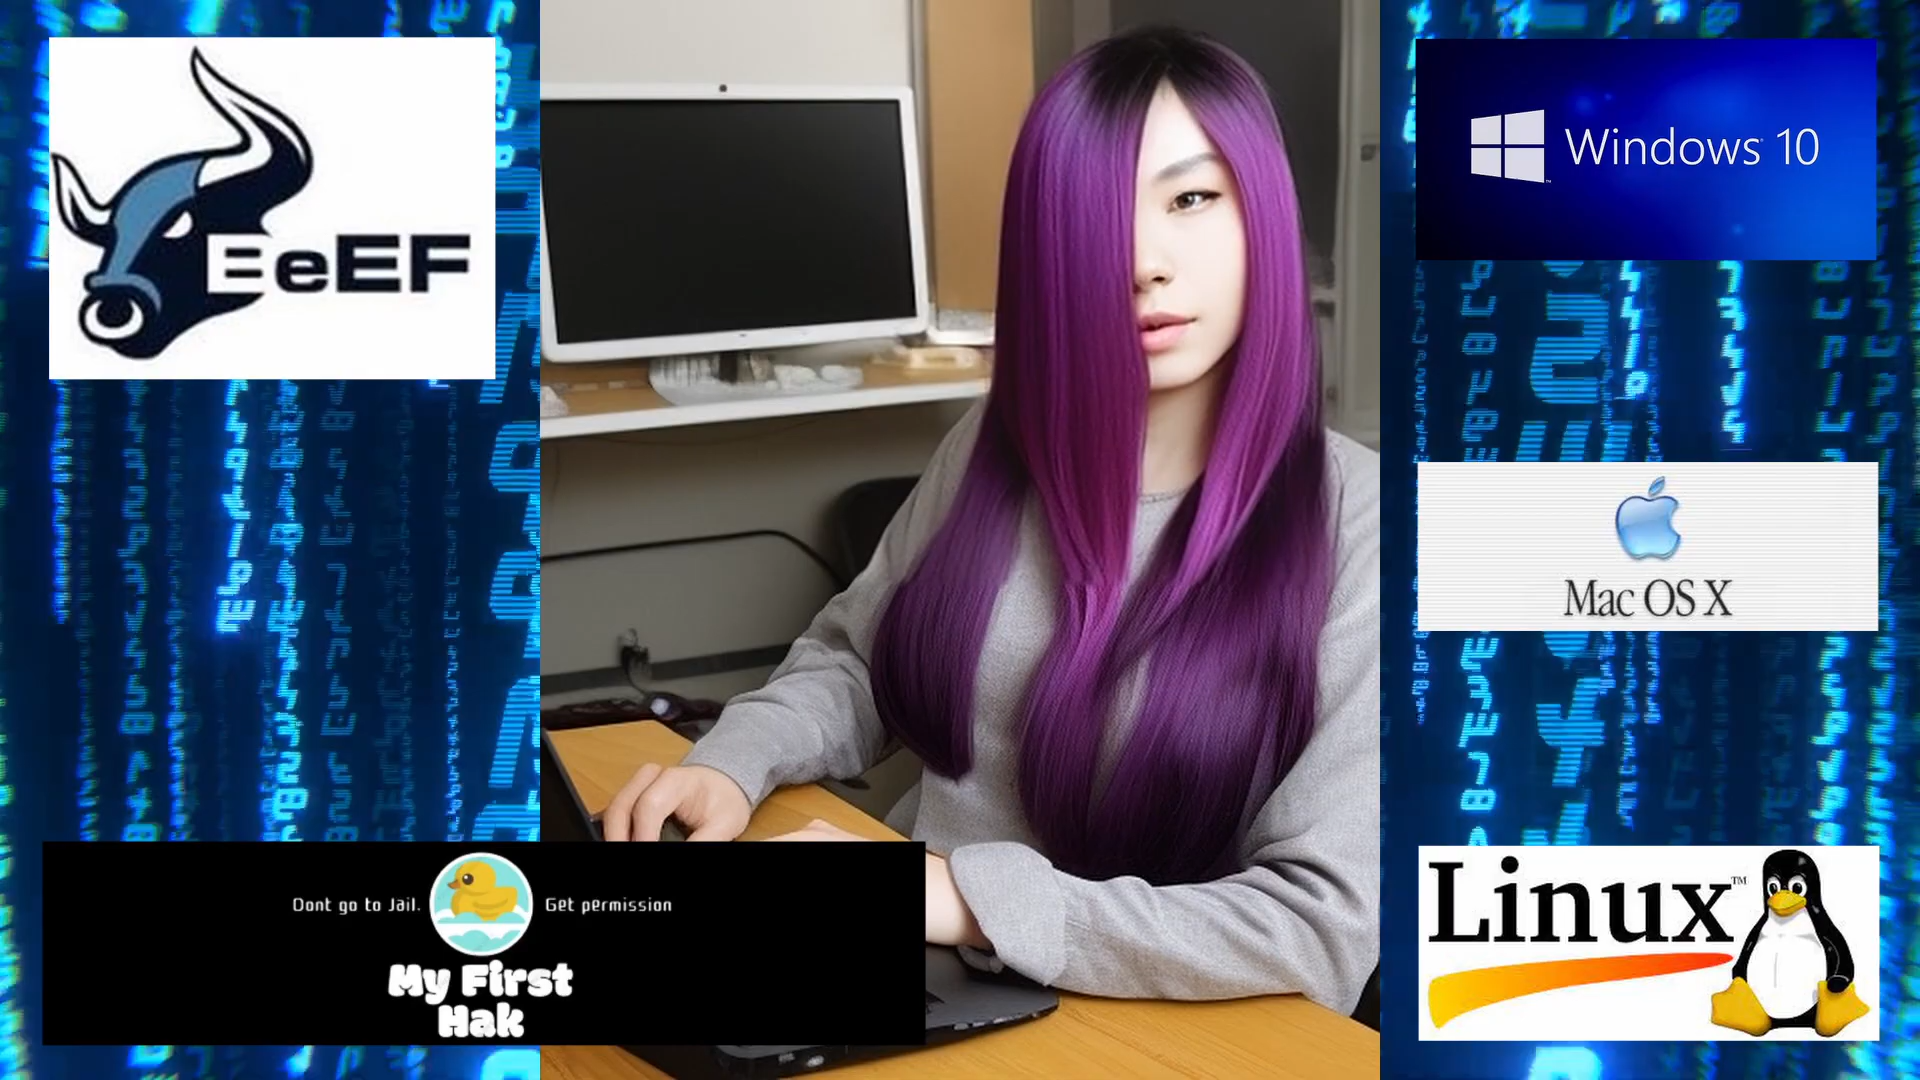 BeEF
Windows 10
Mac OS X
Linux™
Dont go to Jail.
Get permission
My First
Hak